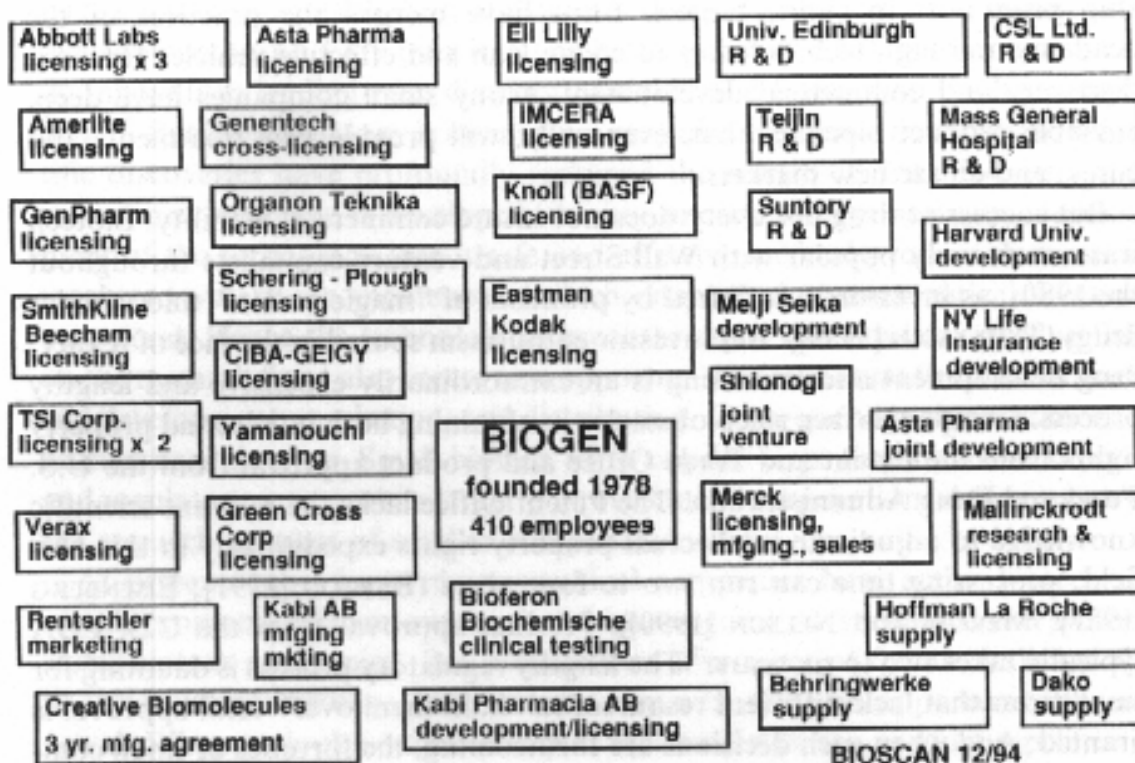 Abbott Labs
licensing x 3
Asta Pharma
licensing
Eli Lilly
licensing
Univ. Edinburgh
R & D
CSL Ltd.
R & D
Amerlite
licensing
Genentech
cross-licensing
IMCERA
licensing
Teijin
R & D
Mass General
Hospital
R & D
GenPharm
licensing
Organon Teknika
licensing
Knoll (BASF)
licensing
Suntory
R & D
Harvard Univ.
development
Schering - Plough
licensing
SmithKline
Beecham
licensing
Eastman
Kodak
licensing
Meiji Seika
development
NY Life
Insurance
development
CIBA-GEIGY
licensing
Shionogi
joint
venture
TSI Corp.
licensing x 2
Yamanouchi
licensing
BIOGEN
founded 1978
410 employees
Asta Pharma
joint development
Verax
licensing
Green Cross
Corp
licensing
Merck
licensing,
mfging., sales
Mallinckrodt
research &
licensing
Rentschler
marketing
Kabi AB
mfging
mkting
Bioferon
Biochemische
clinical testing
Hoffman La Roche
supply
Creative Biomolecules
3 yr. mfg. agreement
Kabi Pharmacia AB
development/licensing
Behringwerke
supply
Dako
supply
BIOSCAN 12/94